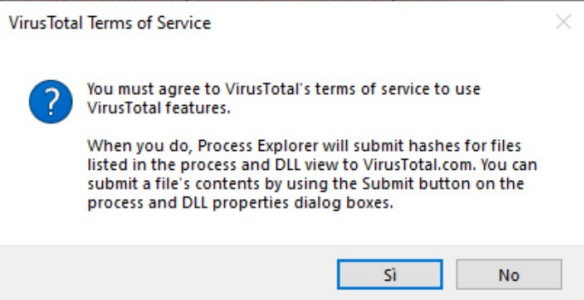 VirusTotal Terms of Service
You must agree to VirusTotal's terms of service to use
VirusTotal features.
When you do, Process Explorer will submit hashes for files
listed in the process and DLL view to VirusTotal.com. You can
submit a file's contents by using the Submit button on the
process and DLL properties dialog boxes.
Sì
No